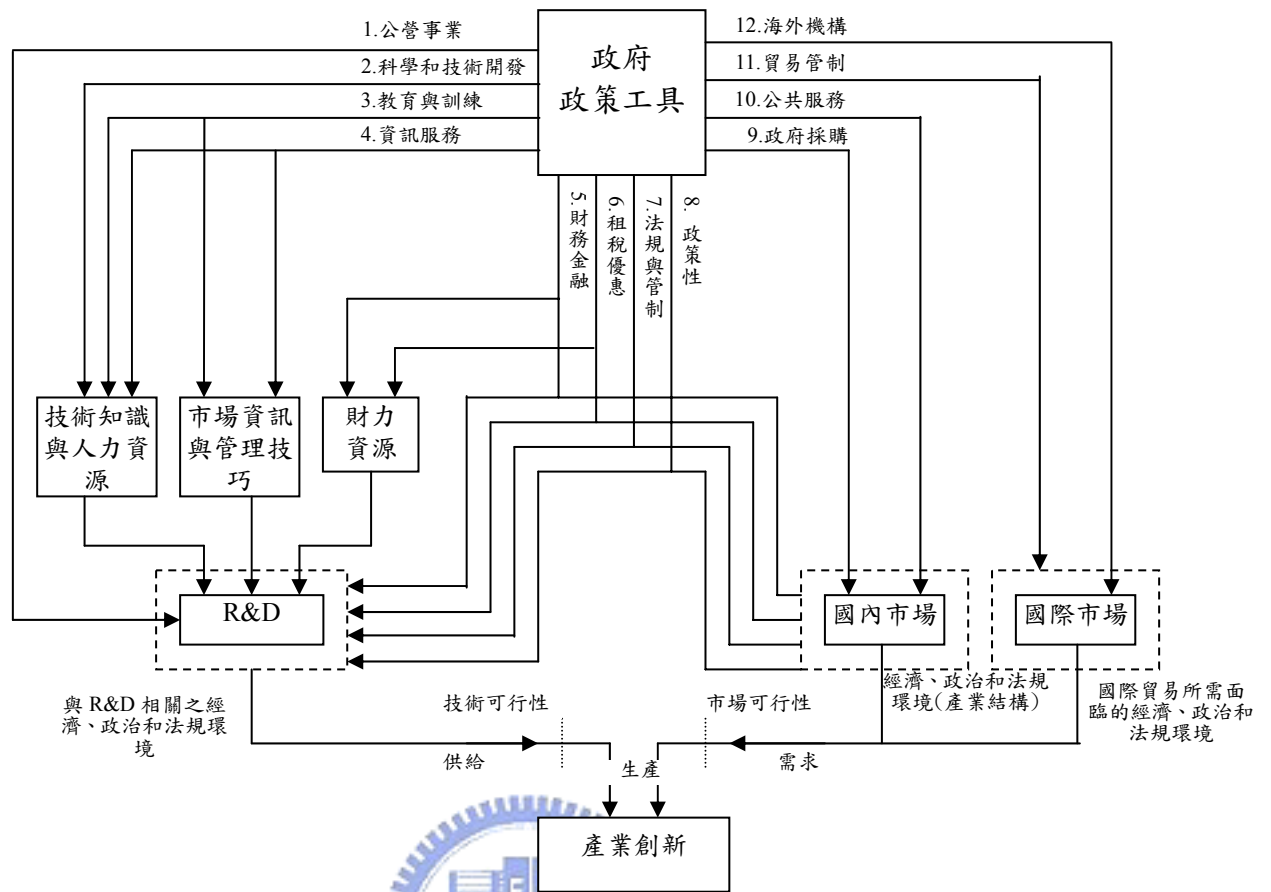 1.公營事業
2.科學和技術開發
3.教育與訓練
4.資訊服務
政府
政策工具
12.海外機構
11.貿易管制
10.公共服務
9.政府採購
5.財務金融
6.租稅優惠
7.法規與管制
8. 政策性
技術知識
與人力資
源
市場資訊
與管理技
巧
財力
資源
R&D
國內市場
國際市場
與 R&D 相關之經
濟、政治和法規環
境
技術可行性
市場可行性
經濟、政治和法規
環境(產業結構)
國際貿易所需面
臨的經濟、政治和
法規環境
供給
生產
需求
產業創新